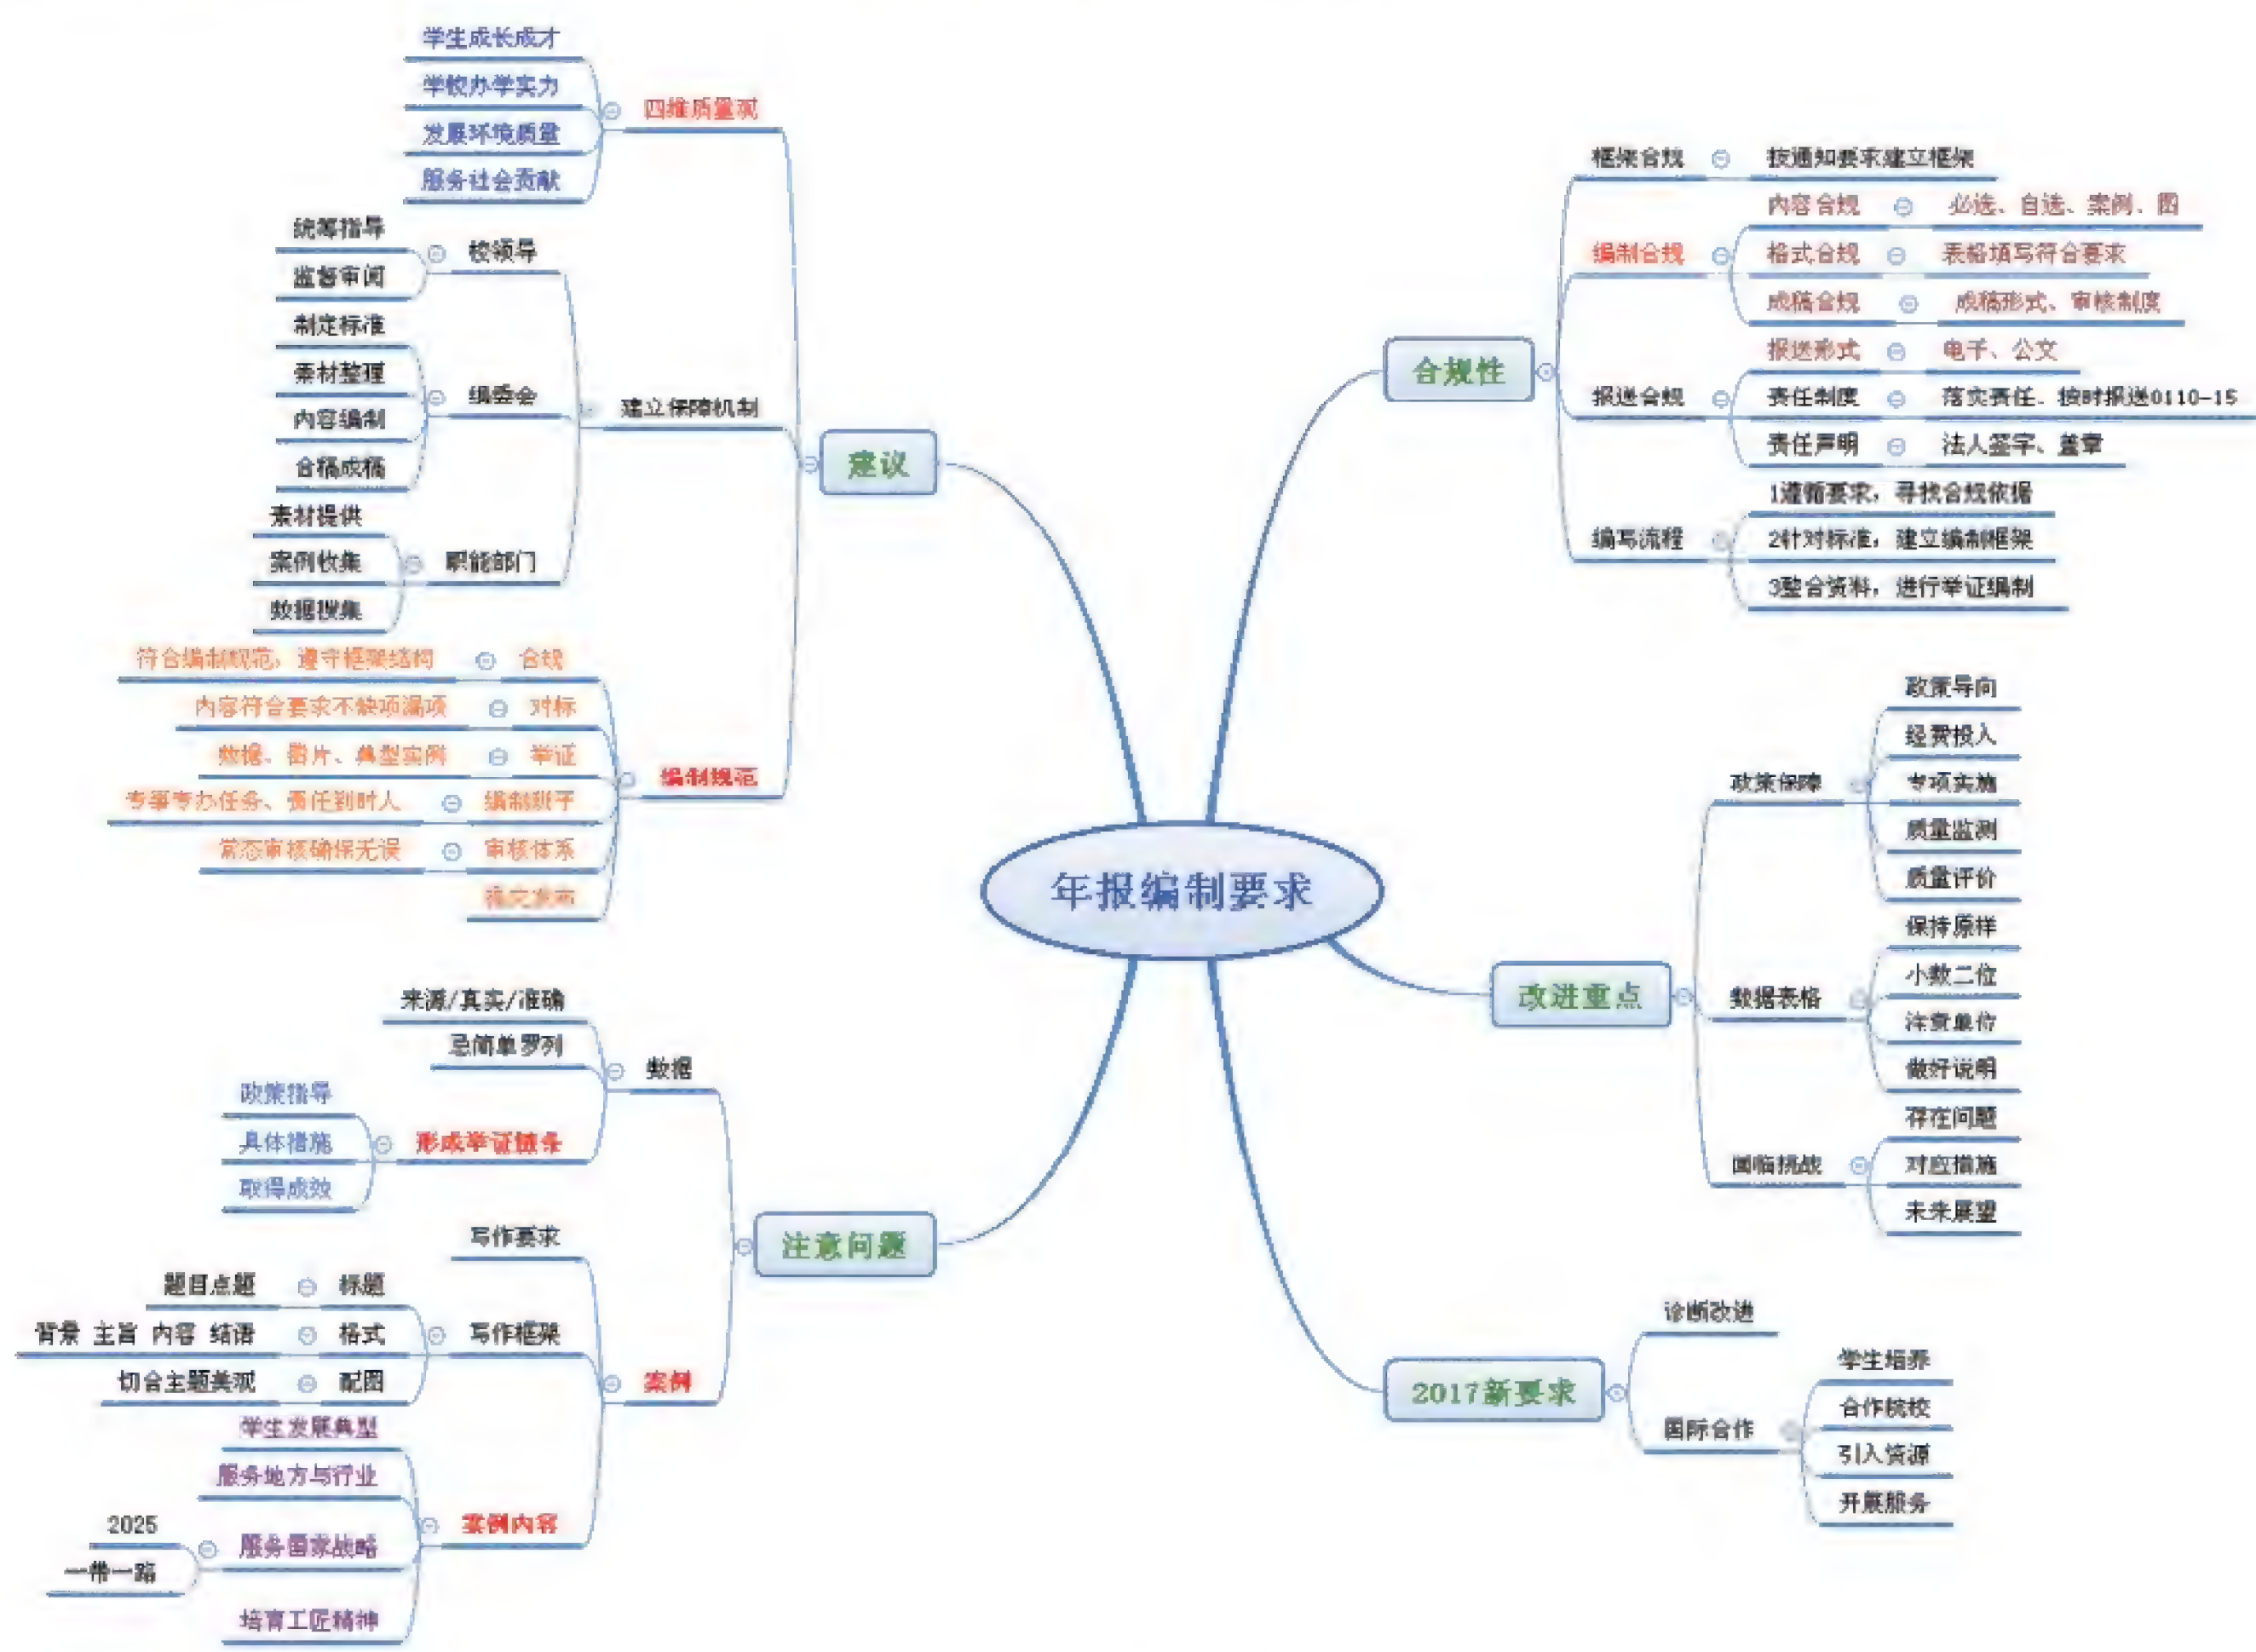 年报编制要求
合规性
框架合规
按通知要求建立框架
编制合规
内容合规
必选、自选、案例、图
格式合规
表格填写符合要求
成稿合规
成稿形式、审核制度
报送合规
报送形式
电子、公文
责任制度
落实责任、按时报送0110-15
责任声明
法人签字、盖章
编写流程
1遵循要求，寻找合规依据
2针对标准，建立编制框架
3整合资料，进行举证编制
改进重点
政策保障
政策导向
经费投入
专项实施
质量监测
质量评价
数据表格
保持原样
小数二位
注意单位
做好说明
面临挑战
存在问题
对应措施
未来展望
2017新要求
诊断改进
国际合作
学生培养
合作院校
引入资源
开展服务
建议
四维质量观
学生成长成才
学校办学实力
发展环境质量
服务社会贡献
建立保障机制
校领导
统筹指导
监督审阅
编委会
制定标准
素材整理
内容编制
合稿成稿
职能部门
素材提供
案例收集
数据搜集
编制规范
合规
符合编制规范，遵守框架结构
对标
内容符合要求不缺项漏项
举证
数据、图片、典型实例
编制班子
专事专办任务、责任到时人
审核体系
常态审核确保无误
注意问题
数据
来源/真实/准确
忌简单罗列
形成举证链条
政策指导
具体措施
取得成效
案例
写作要求
写作框架
标题
题目点题
格式
背景 主旨 内容 结语
配图
切合主题美观
案例内容
学生发展典型
服务地方与行业
服务国家战略
2025
一带一路
培育工匠精神